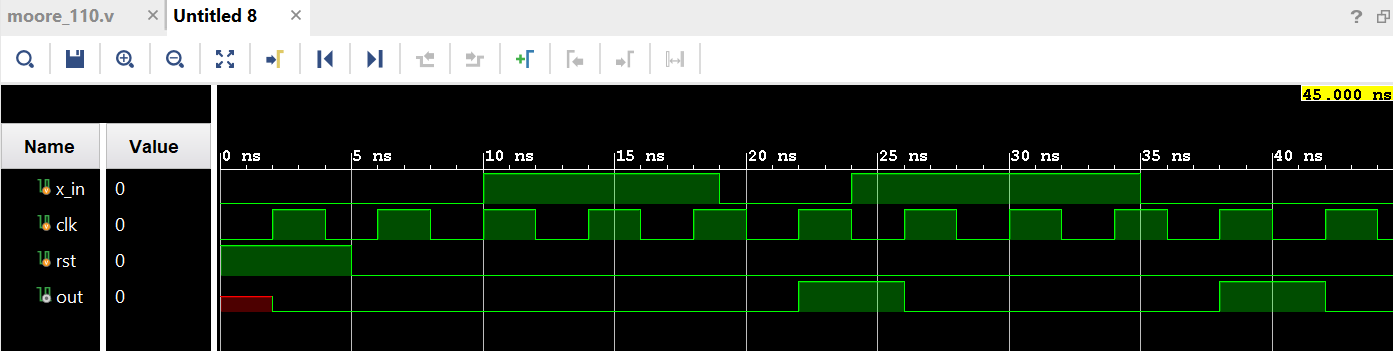 moore_110.v × Untitled 8 × ?
45.000 ns
Name Value
0 ns 5 ns 10 ns 15 ns 20 ns 25 ns 30 ns 35 ns 40 ns
x_in 0
clk 0
rst 0
out 0